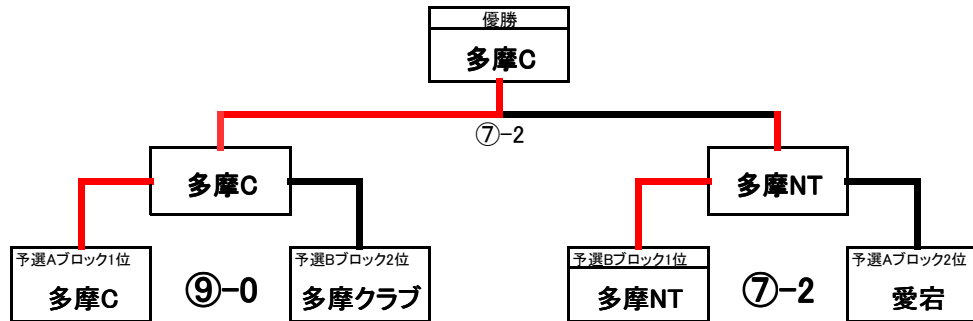 優勝
多摩C
⑦-2
多摩C
多摩NT
予選Aブロック1位
多摩C
⑨-0
予選Bブロック2位
多摩クラブ
予選Bブロック1位
多摩NT
⑦-2
予選Aブロック2位
愛宕